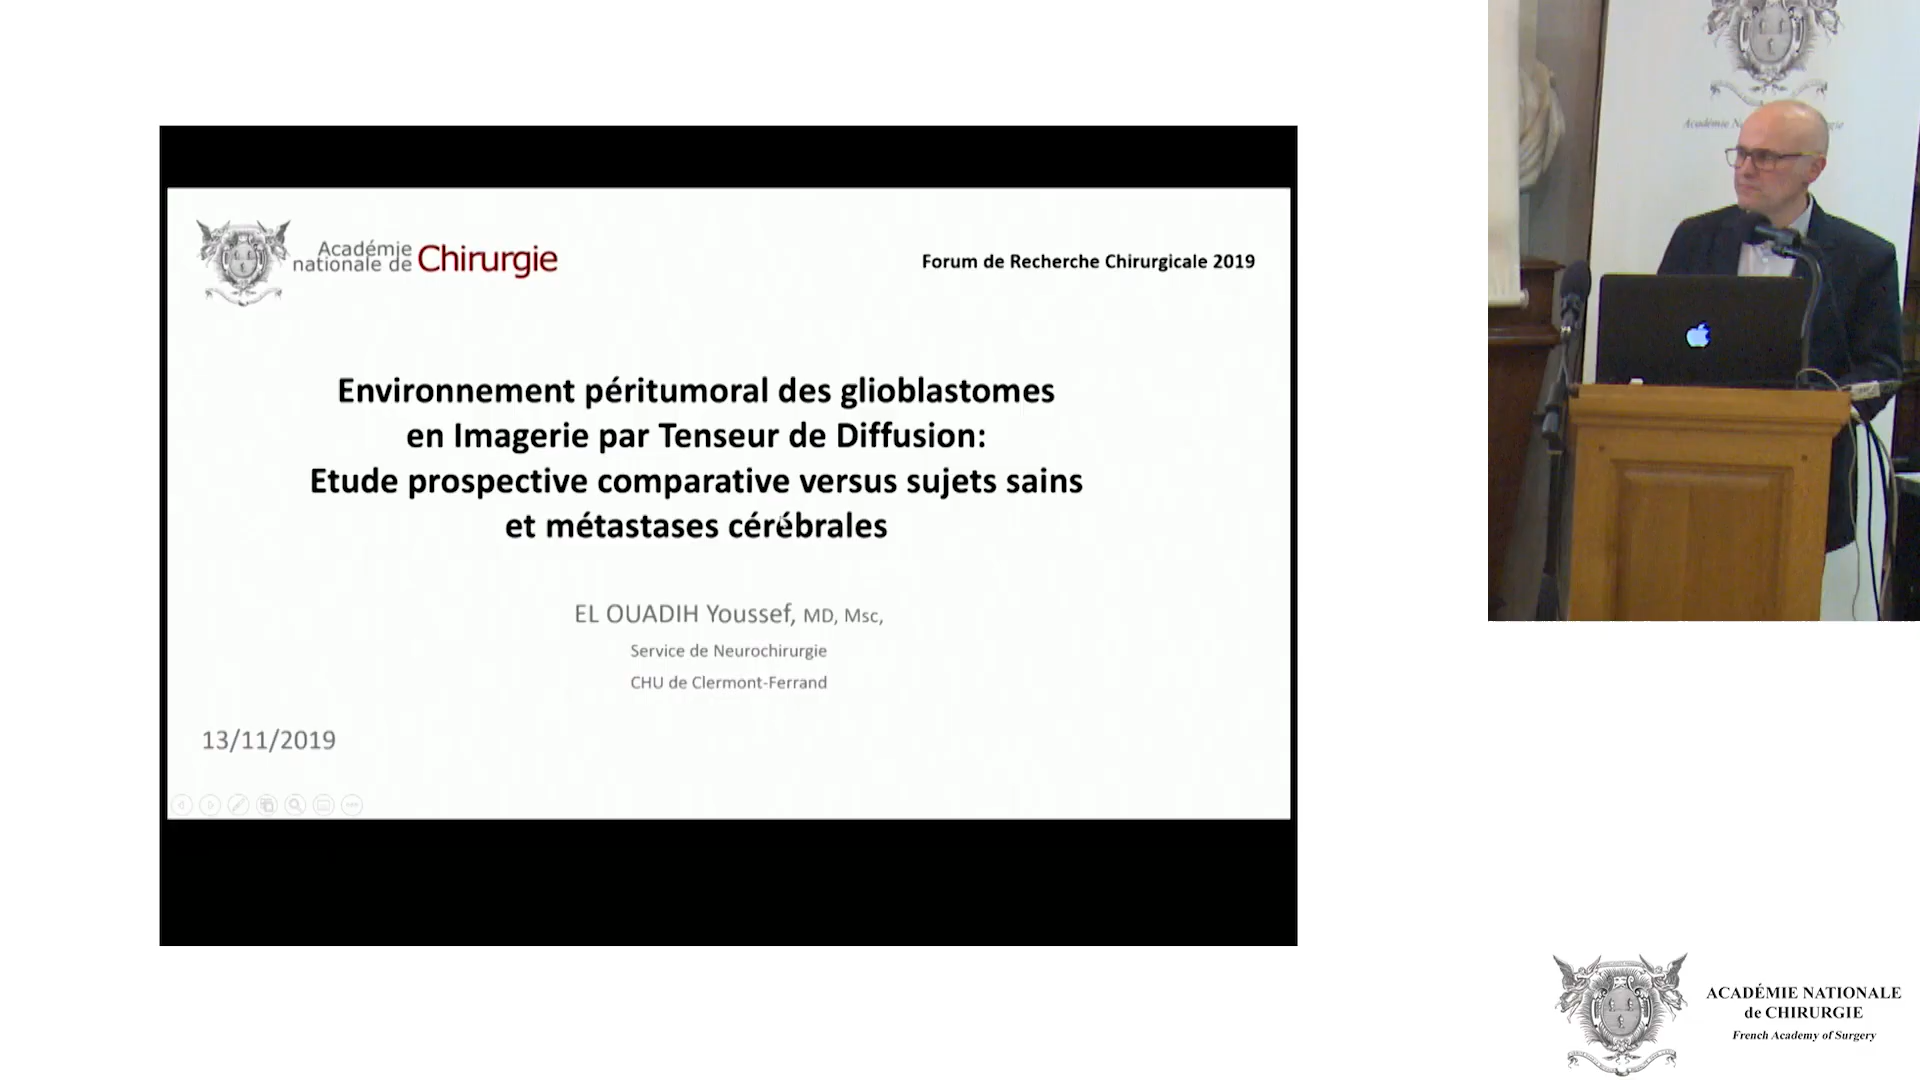 Académie
nationale de Chirurgie
Forum de Recherche Chirurgicale 2019
Environnement péritumoral des glioblastomes
en Imagerie par Tenseur de Diffusion:
Etude prospective comparative versus sujets sains
et métastases cérébrales
EL OUADIH Youssef, MD, Msc,
Service de Neurochirurgie
CHU de Clermont-Ferrand
13/11/2019
Académie
ACADÉMIE NATIONALE
de CHIRURGIE
French Academy of Surgery